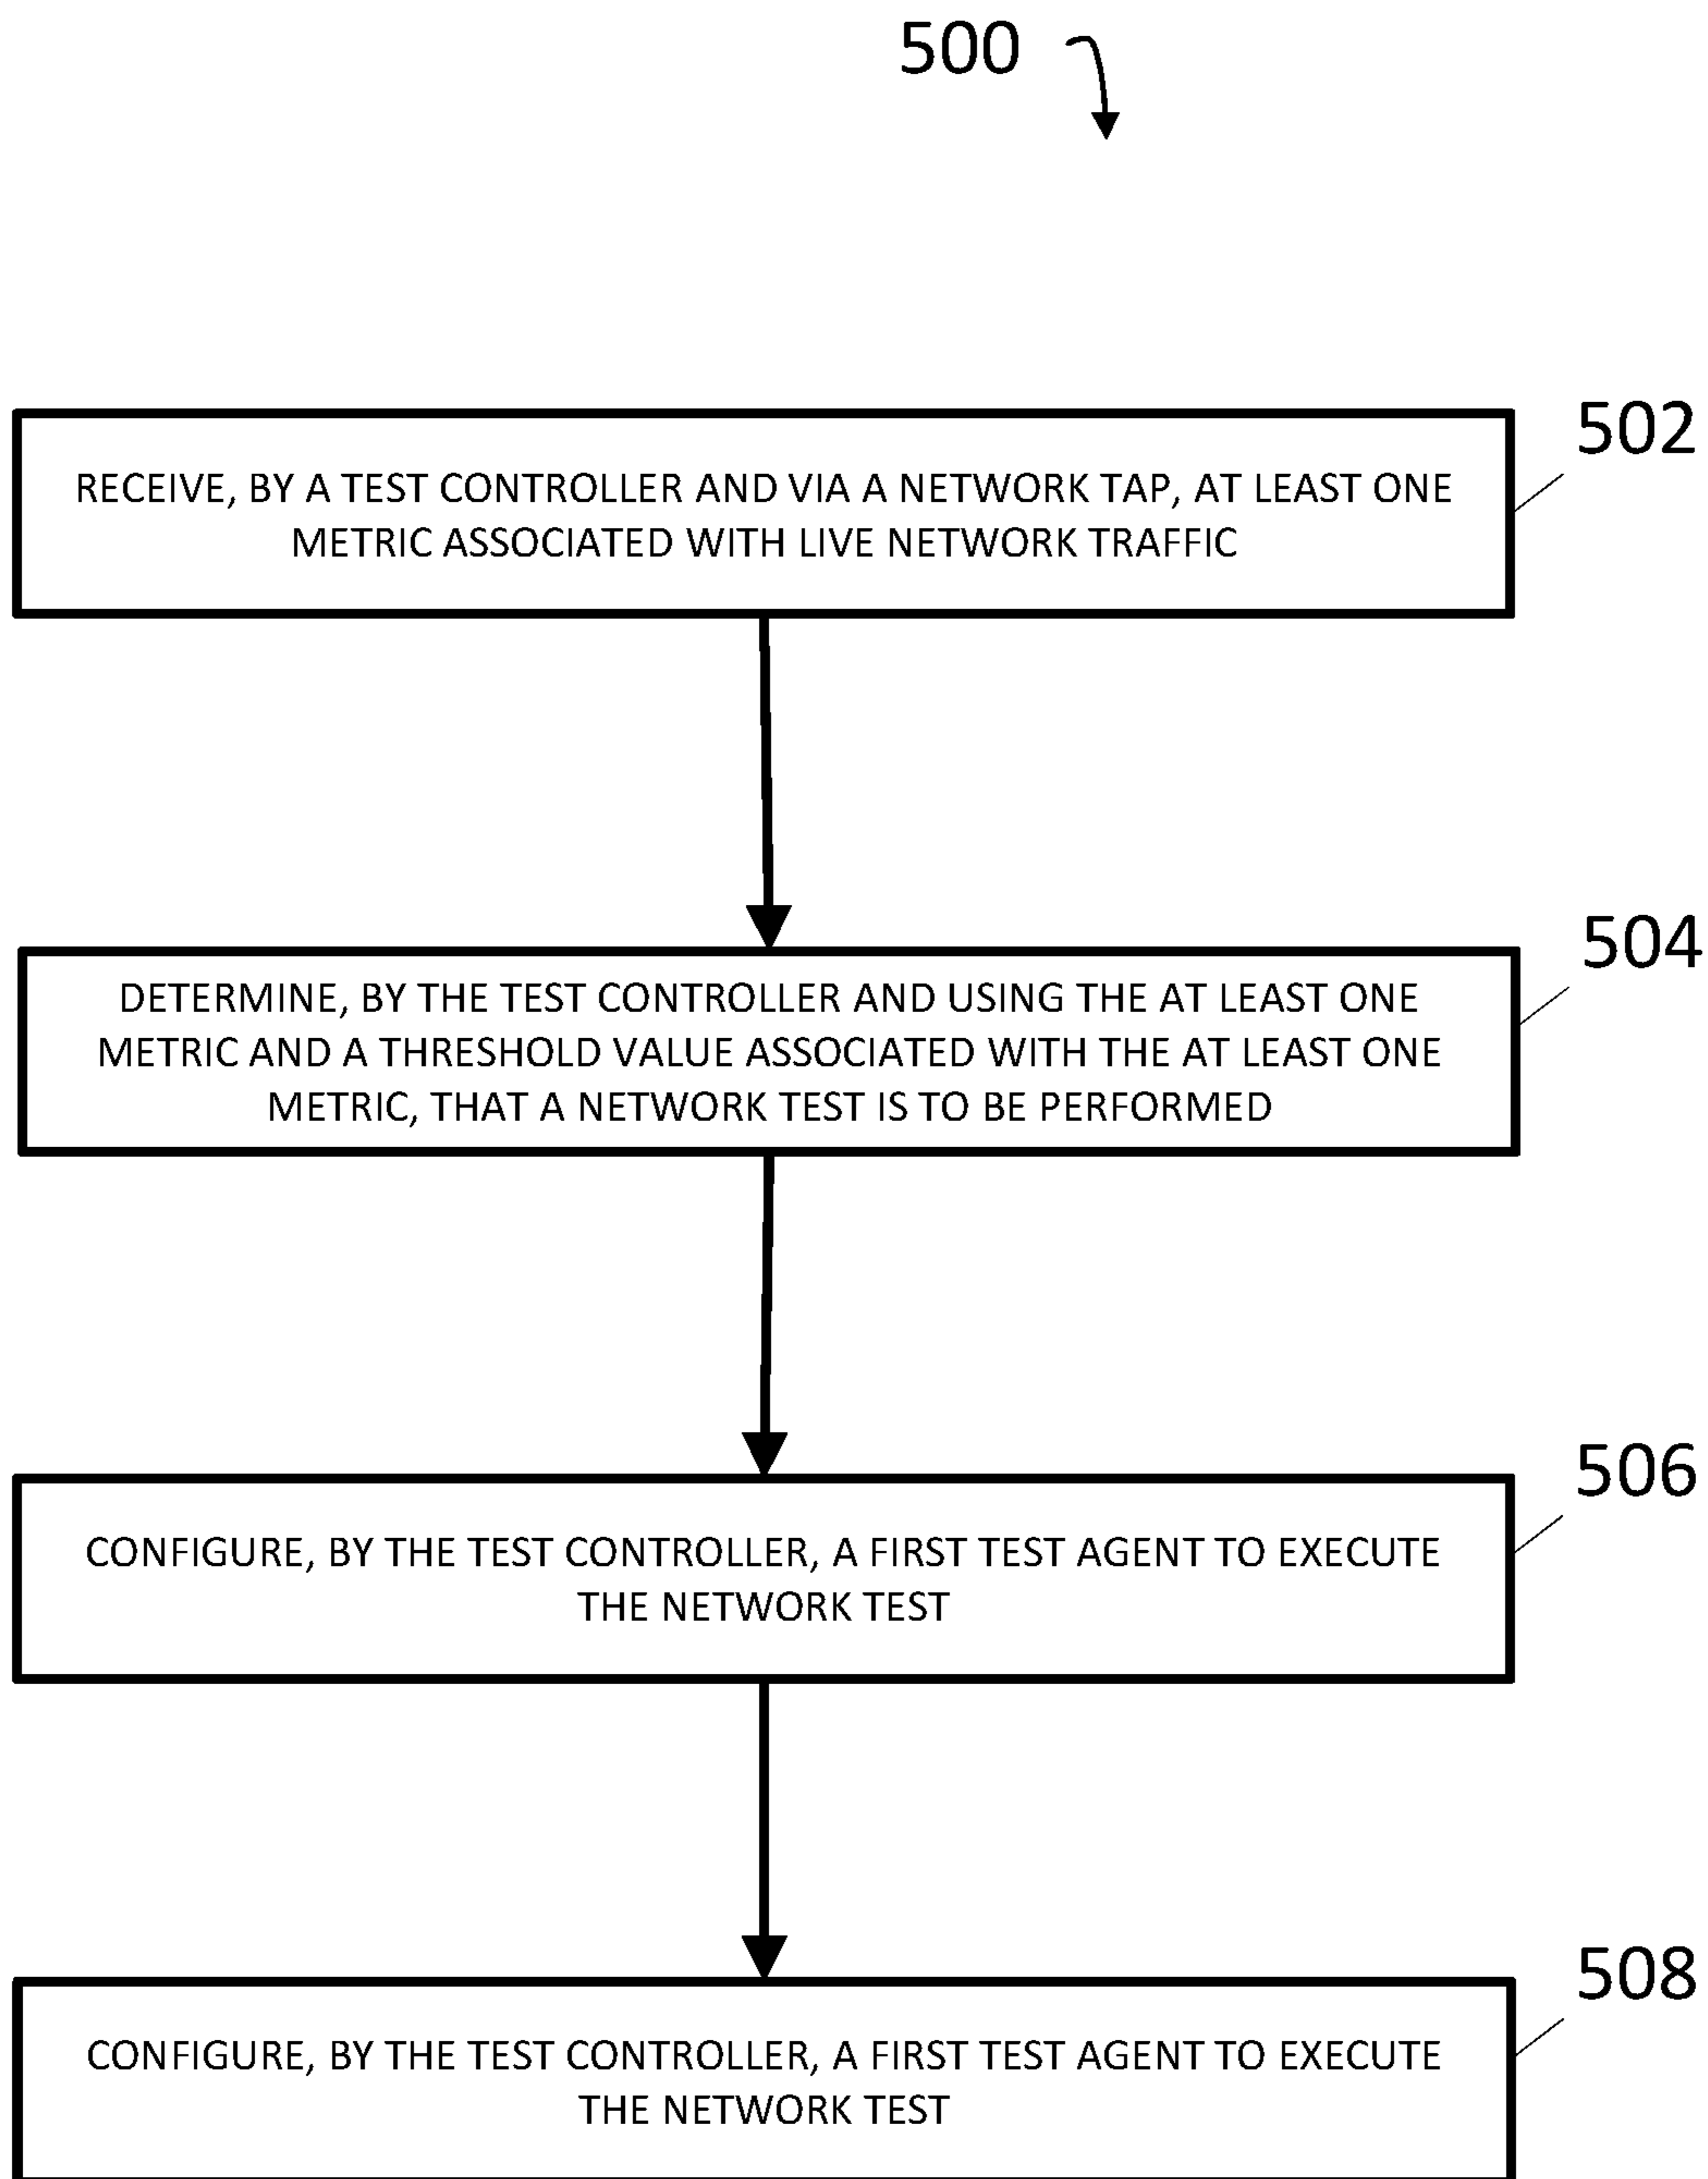 500
502
RECEIVE, BY A TEST CONTROLLER AND VIA A NETWORK TAP, AT LEAST ONE
METRIC ASSOCIATED WITH LIVE NETWORK TRAFFIC
504
DETERMINE, BY THE TEST CONTROLLER AND USING THE AT LEAST ONE
METRIC AND A THRESHOLD VALUE ASSOCIATED WITH THE AT LEAST ONE
METRIC, THAT A NETWORK TEST IS TO BE PERFORMED
506
CONFIGURE, BY THE TEST CONTROLLER, A FIRST TEST AGENT TO EXECUTE
THE NETWORK TEST
508
CONFIGURE, BY THE TEST CONTROLLER, A FIRST TEST AGENT TO EXECUTE
THE NETWORK TEST